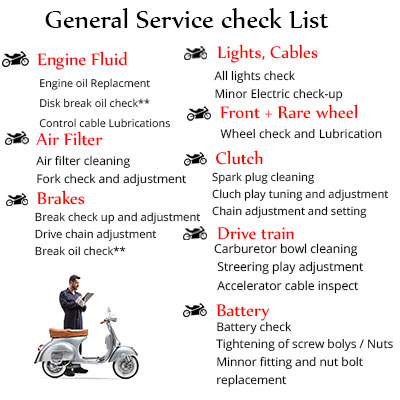 General Service check List
Engine Fluid
Engine oil Replacment
Disk break oil check**
Control cable Lubrications
Air Filter
Air filter cleaning
Fork check and adjustment
Brakes
Break check up and adjustment
Drive chain adjustment
Break oil check**
Lights, Cables
All lights check
Minor Electric check-up
Front + Rare wheel
Wheel check and Lubrication
Clutch
Spark plug cleaning
Cluch play tuning and adjustment
Chain adjustment and setting
Drive train
Carburetor bowl cleaning
Streering play adjustment
Accelerator cable inspect
Battery
Battery check
Tightening of screw bolys / Nuts
Minnor fitting and nut bolt
replacement